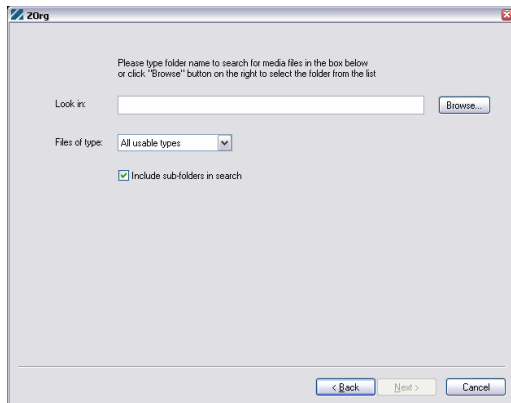 ZOrg
Please type folder name to search for media files in the box below
or click "Browse" button on the right to select the folder from the list
Look in:
Browse...
Files of type:
All usable types
Include sub-folders in search
< Back
Next >
Cancel